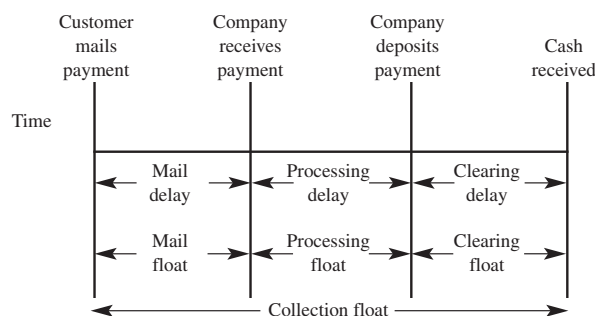 Customer
mails
payment
Company
receives
payment
Company
deposits
payment
Cash
received
Time
Mail
delay
Processing
delay
Clearing
delay
Mail
float
Processing
float
Clearing
float
Collection float